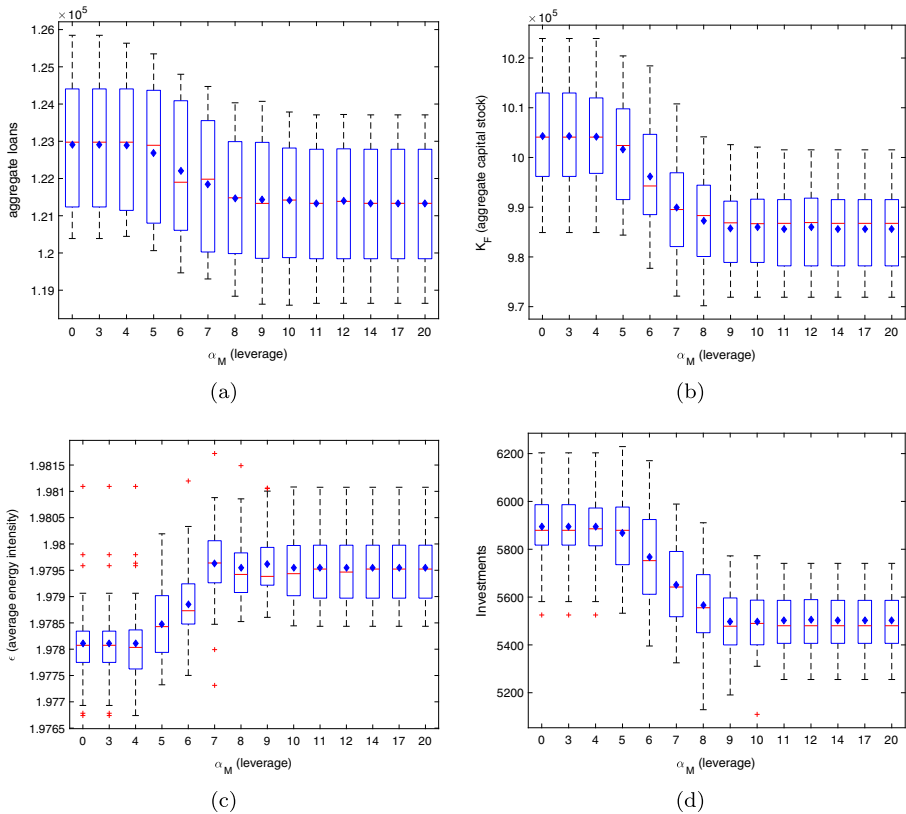 ×10⁵
1.26
1.25
1.24
1.23
1.22
1.21
1.20
1.19
aggregate loans
0 3 4 5 6 7 8 9 10 11 12 14 17 20
α_M (leverage)
(a)
×10⁵
10.2
10.1
10
9.9
9.8
9.7
K_F (aggregate capital stock)
0 3 4 5 6 7 8 9 10 11 12 14 17 20
α_M (leverage)
(b)
1.9815
1.981
1.9805
1.98
1.9795
1.979
1.9785
1.978
1.9775
1.977
1.9765
ϵ (average energy intensity)
0 3 4 5 6 7 8 9 10 11 12 14 17 20
α_M (leverage)
(c)
6200
6000
5800
5600
5400
5200
Investments
0 3 4 5 6 7 8 9 10 11 12 14 17 20
α_M (leverage)
(d)